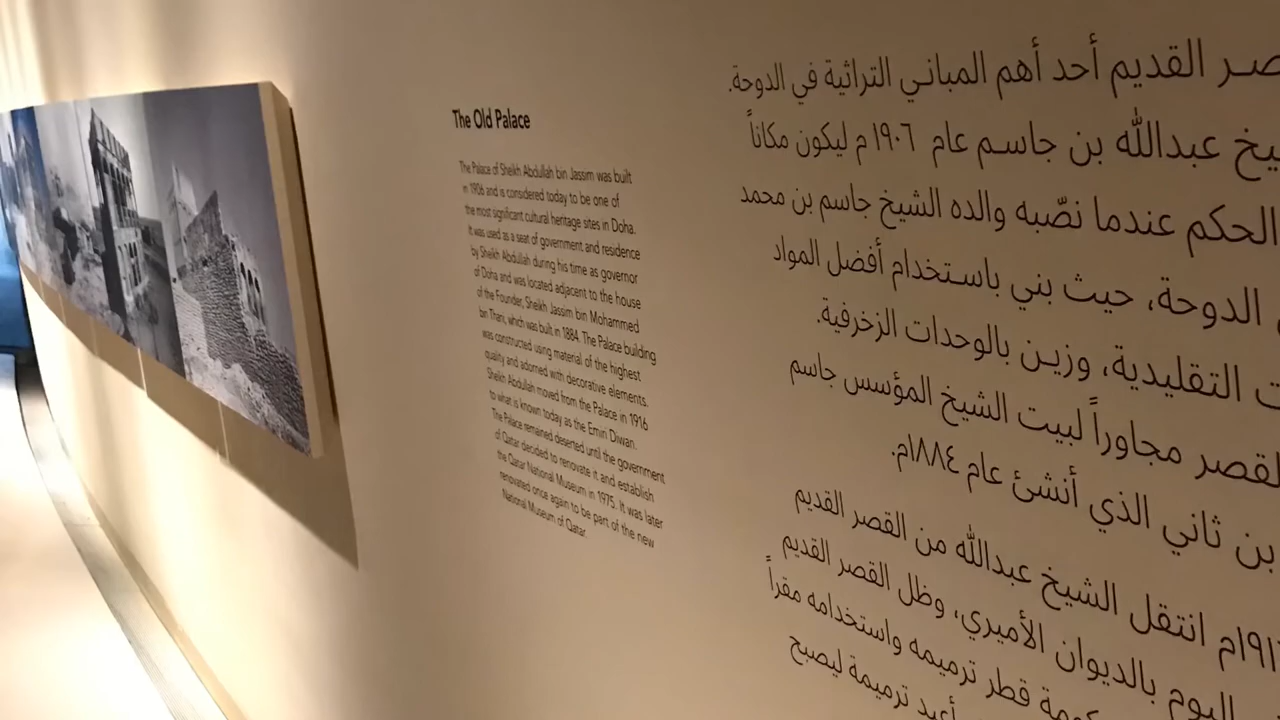 The Old Palace
The Palace of Sheikh Abdullah bin Jassim was built
in 1906 and is considered today to be one of
the most significant cultural heritage sites in Doha.
It was used as a seat of government and residence
by Sheikh Abdullah during his time as governor
of Doha and was located adjacent to the house
of the Founder, Sheikh Jassim bin Mohammed
bin Thani, which was built in 1884. The Palace building
was constructed using material of the highest
quality and adorned with decorative elements.
Sheikh Abdullah moved from the Palace in 1916
to what is known today as the Emiri Diwan.
The Palace remained deserted until the government
of Qatar decided to renovate it and establish
the Qatar National Museum in 1975. It was later
renovated once again to be part of the new
National Museum of Qatar.
القديم أحد أهم المباني التراثية في الدوحة.
عبدالله بن جاسم عام ١٩٠٦ م ليكون مكاناً
الحكم عندما نصّبه والده الشيخ جاسم بن محمد
الدوحة، حيث بني باستخدام أفضل المواد
التقليدية، وزين بالوحدات الزخرفية.
القصر مجاوراً لبيت الشيخ المؤسس جاسم
بن ثاني الذي أنشئ عام ١٨٨٤م.
انتقل الشيخ عبدالله من القصر القديم
اليوم بالديوان الأميري، وظل القصر القديم
قطر ترميمه واستخدامه مقراً
أعيد ترميمة ليصبح